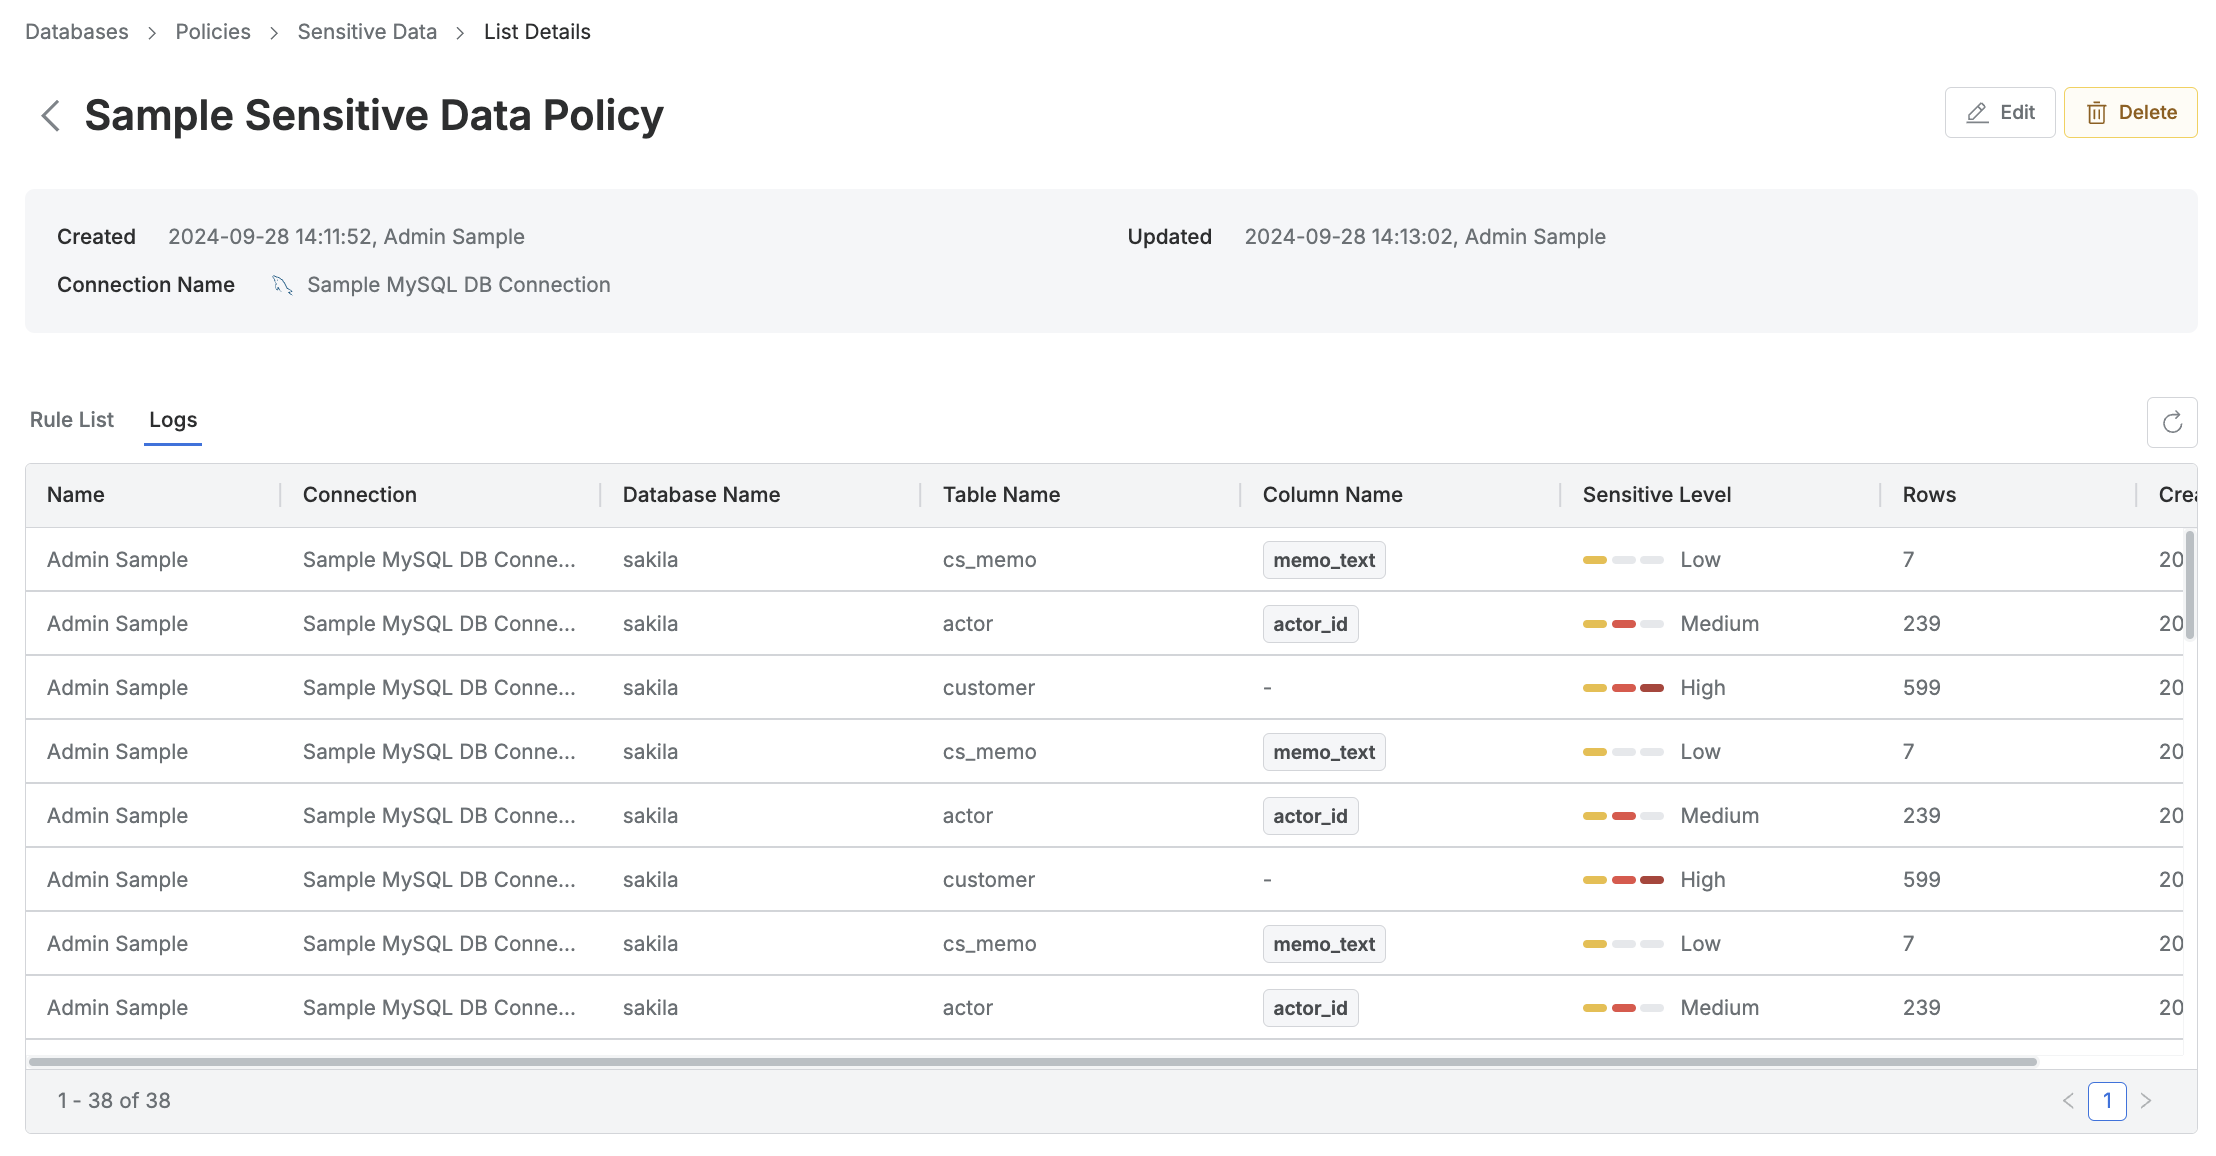 Databases > Policies > Sensitive Data > List Details
Sample Sensitive Data Policy
Edit
Delete
Created 2024-09-28 14:11:52, Admin Sample
Updated 2024-09-28 14:13:02, Admin Sample
Connection Name Sample MySQL DB Connection
Rule List Logs
Name Connection Database Name Table Name Column Name Sensitive Level Rows Crea
Admin Sample Sample MySQL DB Conne... sakila cs_memo memo_text Low 7 20
Admin Sample Sample MySQL DB Conne... sakila actor actor_id Medium 239 20
Admin Sample Sample MySQL DB Conne... sakila customer - High 599 20
Admin Sample Sample MySQL DB Conne... sakila cs_memo memo_text Low 7 20
Admin Sample Sample MySQL DB Conne... sakila actor actor_id Medium 239 20
Admin Sample Sample MySQL DB Conne... sakila customer - High 599 20
Admin Sample Sample MySQL DB Conne... sakila cs_memo memo_text Low 7 20
Admin Sample Sample MySQL DB Conne... sakila actor actor_id Medium 239 20
1 - 38 of 38
< 1 >